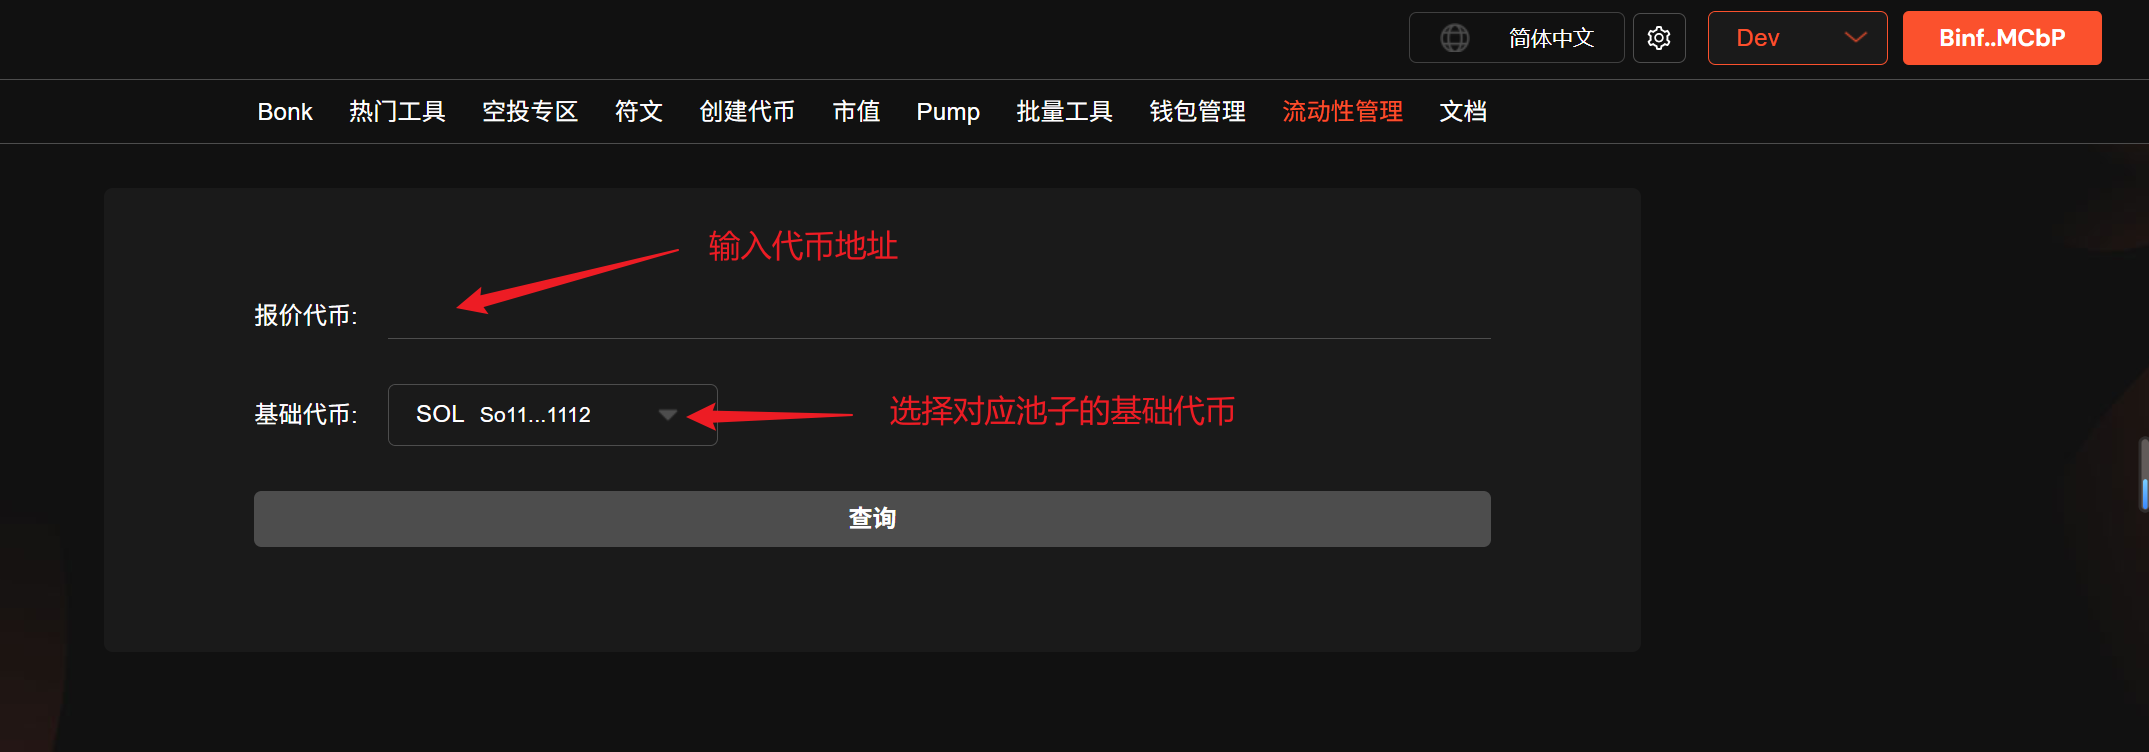 简体中文 Dev Binf..MCbP
Bonk 热门工具 空投专区 符文 创建代币 市值 Pump 批量工具 钱包管理 流动性管理 文档
输入代币地址
报价代币:
基础代币: SOL So11...1112 选择对应池子的基础代币
查询